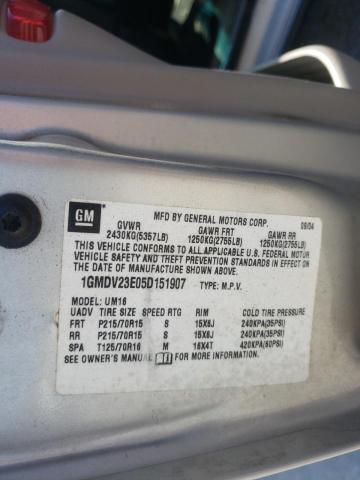 GM
MFD BY GENERAL MOTORS CORP. 09/04
GVWR GAWR FRT GAWR RR
2430KG(5357LB) 1250KG(2755LB) 1250KG(2755LB)
THIS VEHICLE CONFORMS TO ALL APPLICABLE U.S. FEDERAL
MOTOR VEHICLE SAFETY, BUMPER, AND THEFT PREVENTION STANDARDS IN EFFECT
ON THE DATE OF MANUFACTURE SHOWN ABOVE.
1GMDV23E05D151907 TYPE: M.P.V.
MODEL: UM16
UADV TIRE SIZE SPEED RTG RIM COLD TIRE PRESSURE
FRT P215/70R15 S 15X6J 240KPA(35PSI)
RR P215/70R15 S 15X6J 240KPA(35PSI)
SPA T125/70R16 M 16X4T 420KPA(60PSI)
SEE OWNER'S MANUAL FOR MORE INFORMATION.